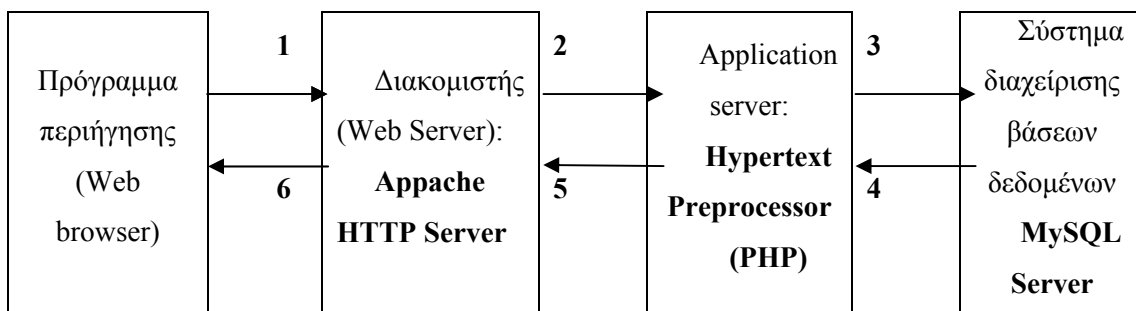 Πρόγραμμα
περιήγησης
(Web
browser)
1
6
Διακομιστής
(Web Server):
Appache
HTTP Server
2
5
Application
server:
Hypertext
Preprocessor
(PHP)
3
4
Σύστημα
διαχείρισης
βάσεων
δεδομένων
MySQL
Server